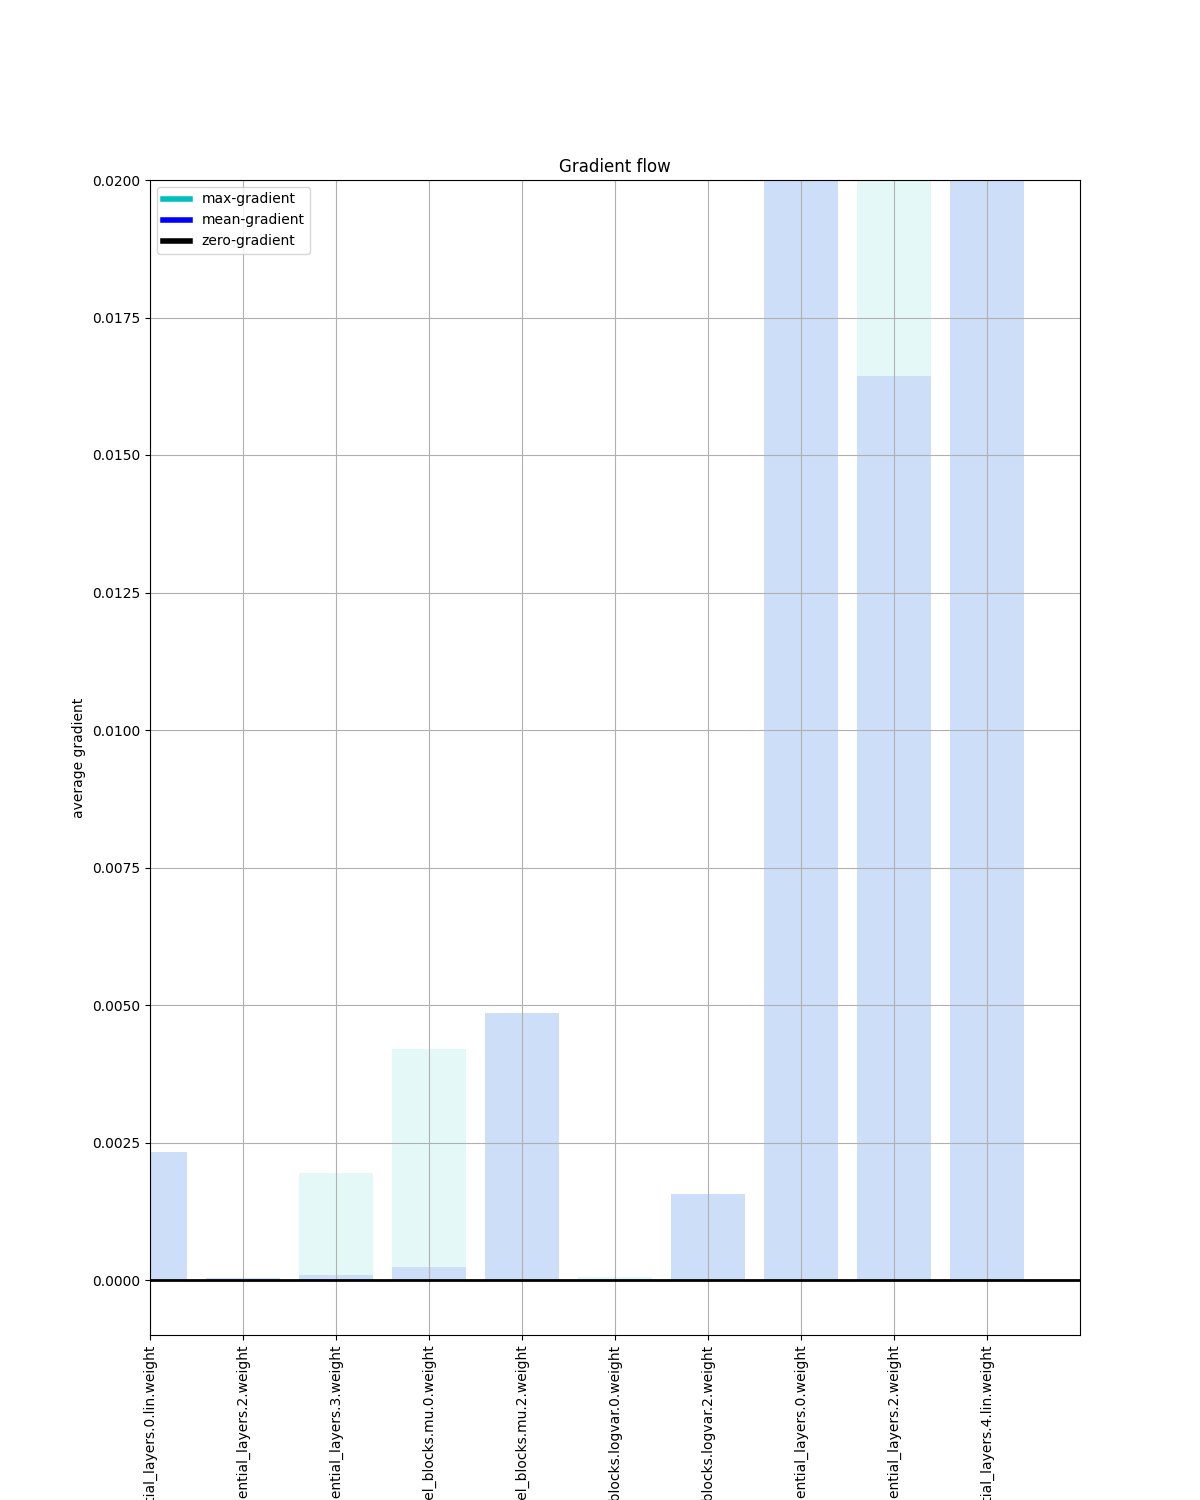 Gradient flow
max-gradient
mean-gradient
zero-gradient
0.0200
0.0175
0.0150
0.0125
0.0100
0.0075
0.0050
0.0025
0.0000
average gradient
tial_layers.0.lin.weight
ential_layers.2.weight
ential_layers.3.weight
el_blocks.mu.0.weight
el_blocks.mu.2.weight
blocks.logvar.0.weight
blocks.logvar.2.weight
ential_layers.0.weight
ential_layers.2.weight
tial_layers.4.lin.weight